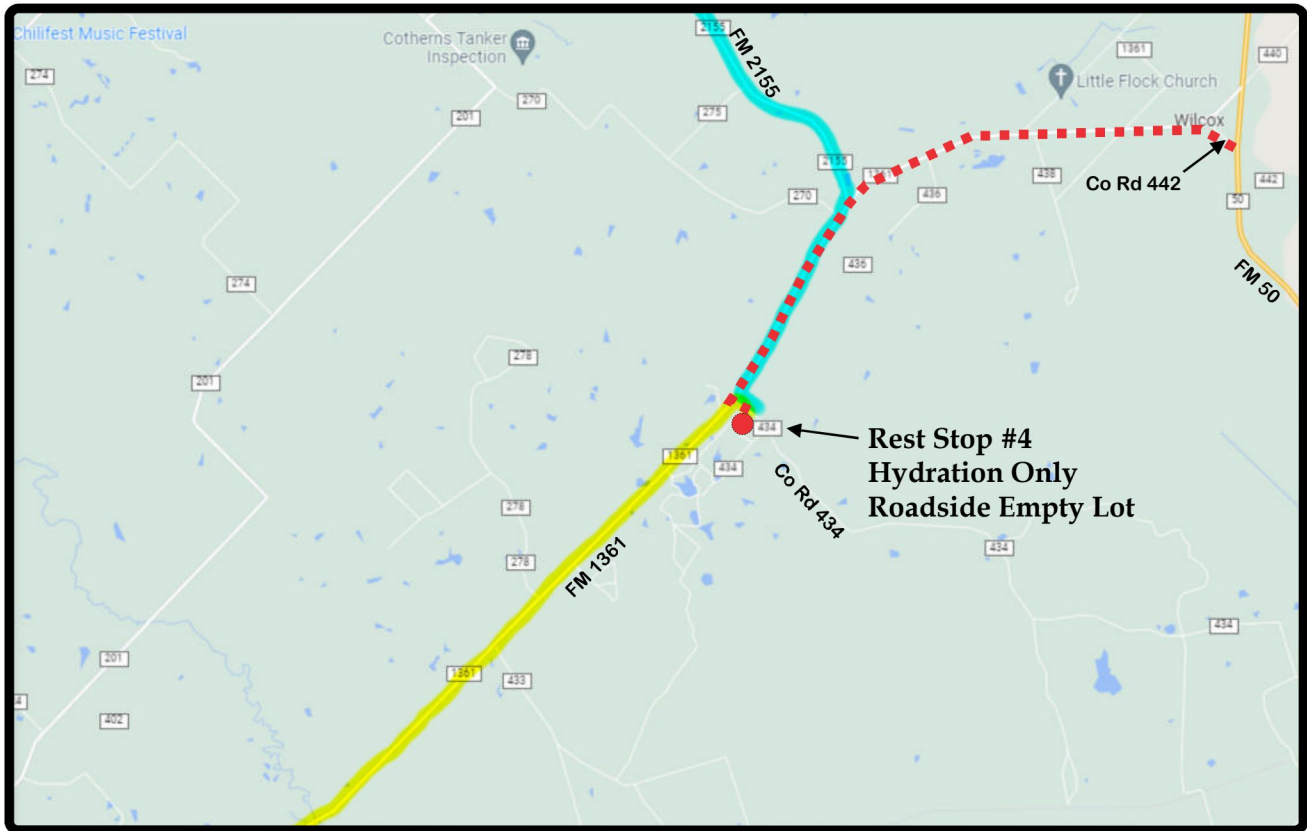 Chilifest Music Festival
2155
FM 2155
Cotherns Tanker
Inspection
1361
440
274
270
201
275
Little Flock Church
Wilcox
2155
1361
Co Rd 442
442
438
270
436
50
436
FM 50
274
278
201
434
Rest Stop #4
Hydration Only
Roadside Empty Lot
1361
434
Co Rd 434
278
434
278
FM 1361
434
201
1361
433
402